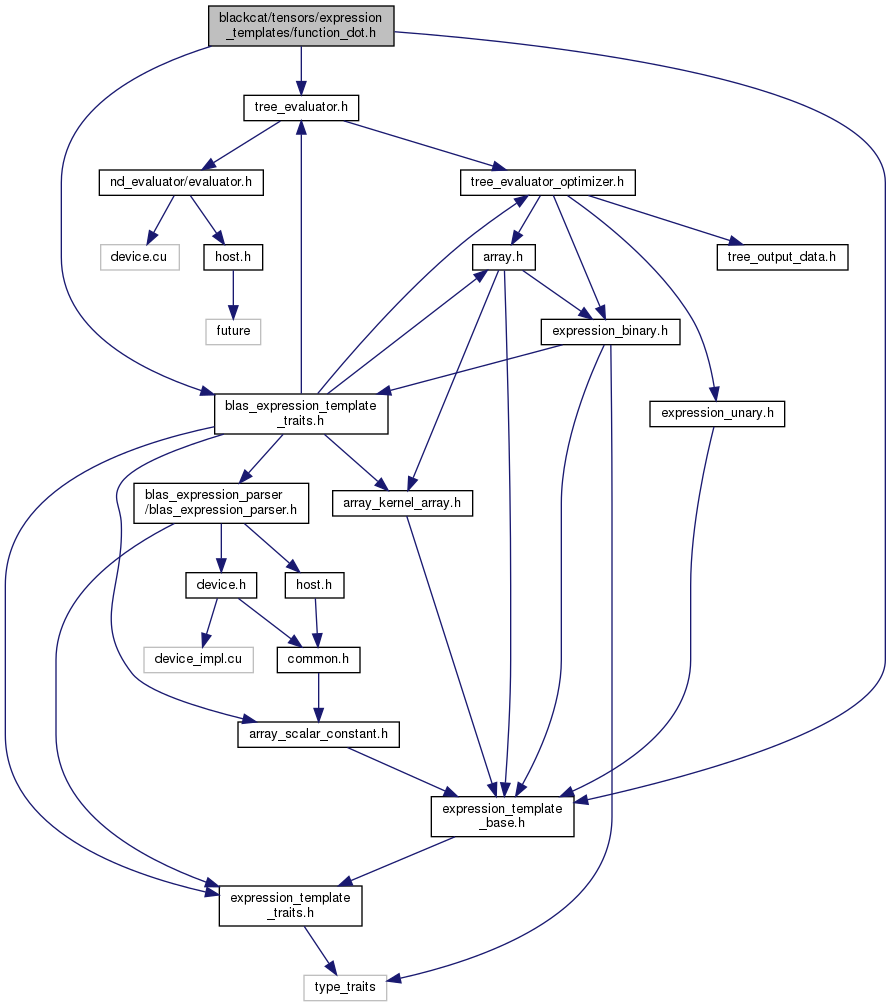 blackcat/tensors/expression
_templates/function_dot.h
tree_evaluator.h
nd_evaluator/evaluator.h
tree_evaluator_optimizer.h
device.cu
host.h
array.h
tree_output_data.h
future
expression_binary.h
blas_expression_template
_traits.h
expression_unary.h
blas_expression_parser
/blas_expression_parser.h
array_kernel_array.h
device.h
host.h
device_impl.cu
common.h
array_scalar_constant.h
expression_template
_base.h
expression_template
_traits.h
type_traits